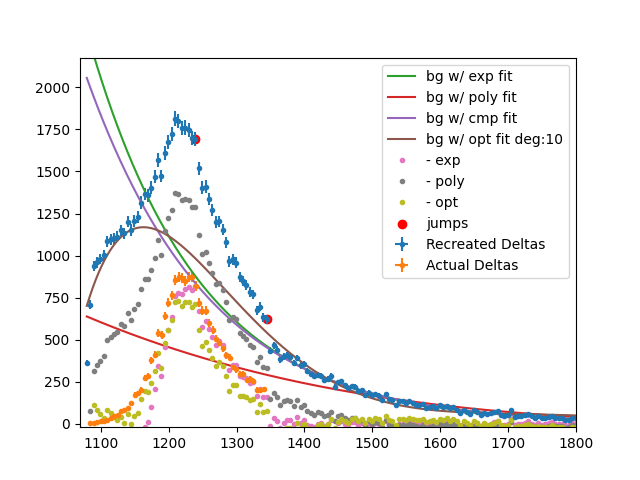 bg w/ exp fit
bg w/ poly fit
bg w/ cmp fit
bg w/ opt fit deg:10
- exp
- poly
- opt
jumps
Recreated Deltas
Actual Deltas
2000
1750
1500
1250
1000
750
500
250
0
1100 1200 1300 1400 1500 1600 1700 1800